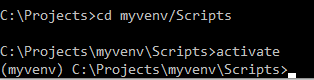 C:\Projects>cd myvenv/Scripts
C:\Projects\myvenv\Scripts>activate
(myvenv) C:\Projects\myvenv\Scripts>